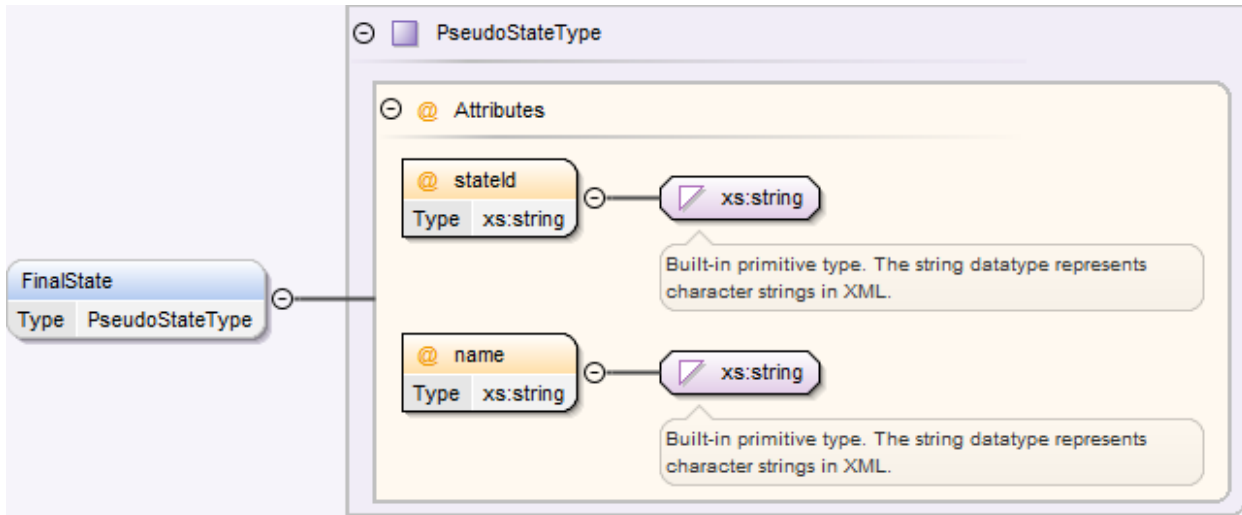 PseudoStateType
@ Attributes
@ stateId
Type xs:string
xs:string
Built-in primitive type. The string datatype represents
character strings in XML.
FinalState
Type PseudoStateType
@ name
Type xs:string
xs:string
Built-in primitive type. The string datatype represents
character strings in XML.